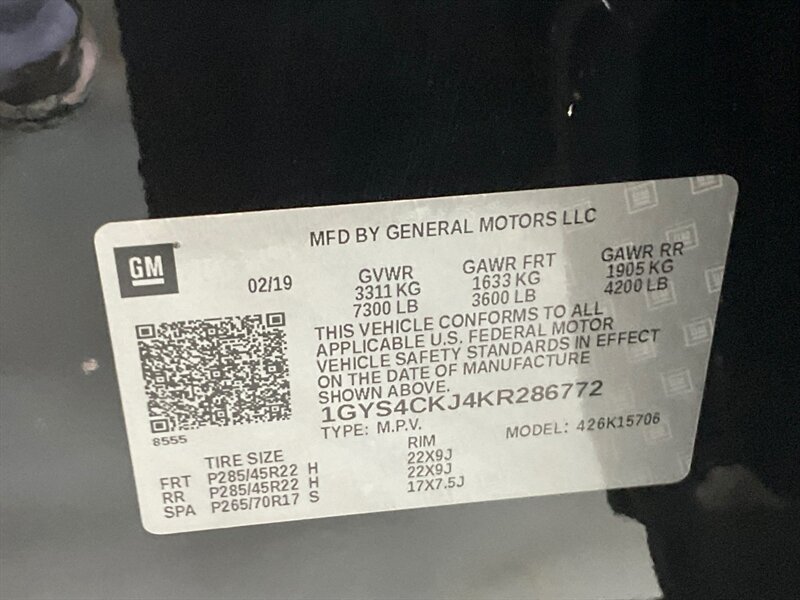 MFD BY GENERAL MOTORS LLC
GM
02/19
GVWR GAWR FRT GAWR RR
3311 KG 1633 KG 1905 KG
7300 LB 3600 LB 4200 LB
THIS VEHICLE CONFORMS TO ALL
APPLICABLE U.S. FEDERAL MOTOR
VEHICLE SAFETY STANDARDS IN EFFECT
ON THE DATE OF MANUFACTURE
SHOWN ABOVE.
1GYS4CKJ4KR286772
TYPE: M.P.V. MODEL: 426K15706
8555
TIRE SIZE RIM
FRT P285/45R22 H 22X9J
RR P285/45R22 H 22X9J
SPA P265/70R17 S 17X7.5J